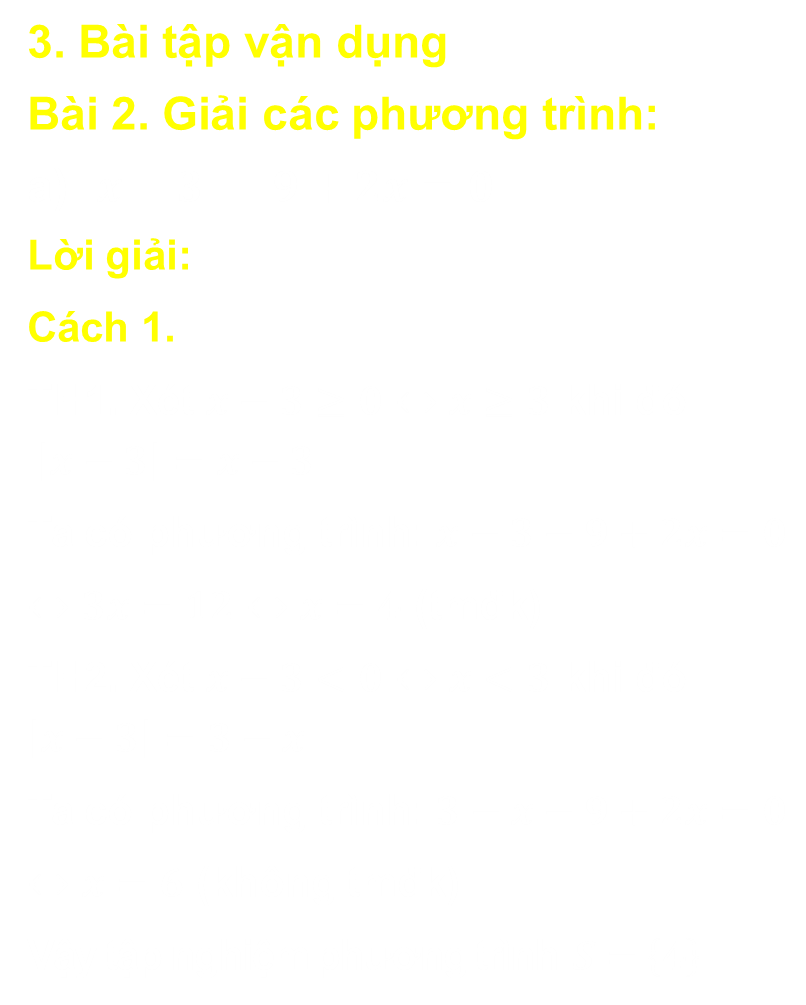 3. Bài tập vận dụng
Bài 2. Giải các phương trình:
Lời giải:
Cách 1.